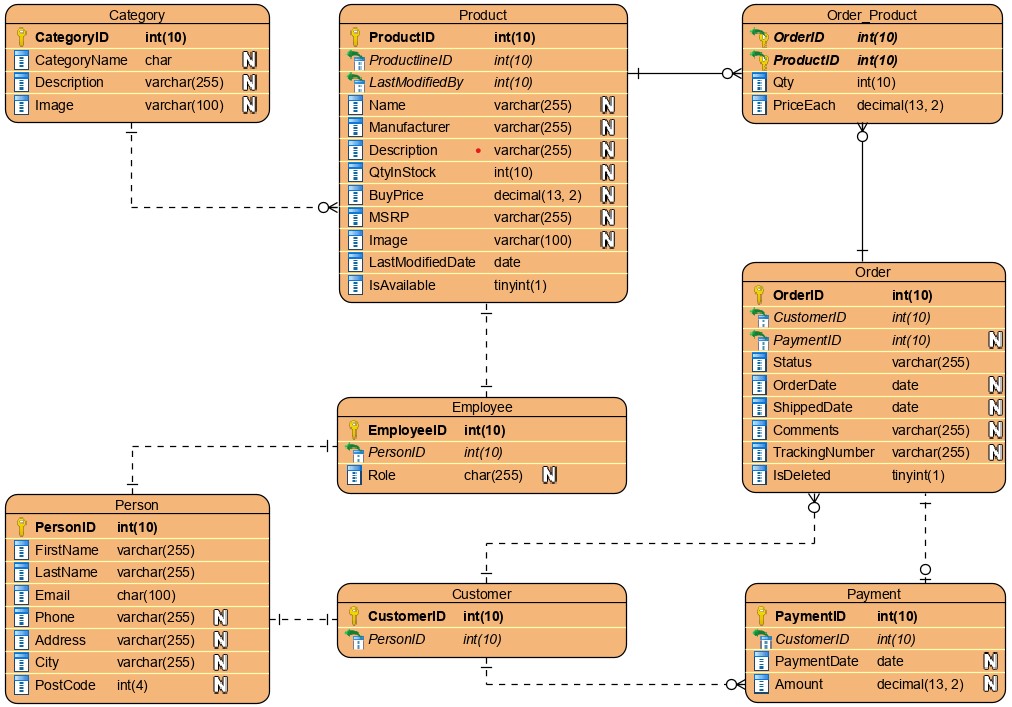 Category
CategoryID int(10)
CategoryName char N
Description varchar(255) N
Image varchar(100) N
Product
ProductID int(10)
ProductlineID int(10)
LastModifiedBy int(10)
Name varchar(255) N
Manufacturer varchar(255) N
Description varchar(255) N
QtyInStock int(10) N
BuyPrice decimal(13, 2) N
MSRP varchar(255) N
Image varchar(100) N
LastModifiedDate date
IsAvailable tinyint(1)
Order_Product
OrderID int(10)
ProductID int(10)
Qty int(10)
PriceEach decimal(13, 2)
Order
OrderID int(10)
CustomerID int(10)
PaymentID int(10) N
Status varchar(255)
OrderDate date N
ShippedDate date N
Comments varchar(255) N
TrackingNumber varchar(255) N
IsDeleted tinyint(1)
Employee
EmployeeID int(10)
PersonID int(10)
Role char(255) N
Person
PersonID int(10)
FirstName varchar(255)
LastName varchar(255)
Email char(100)
Phone varchar(255) N
Address varchar(255) N
City varchar(255) N
PostCode int(4) N
Customer
CustomerID int(10)
PersonID int(10)
Payment
PaymentID int(10)
CustomerID int(10)
PaymentDate date N
Amount decimal(13, 2) N